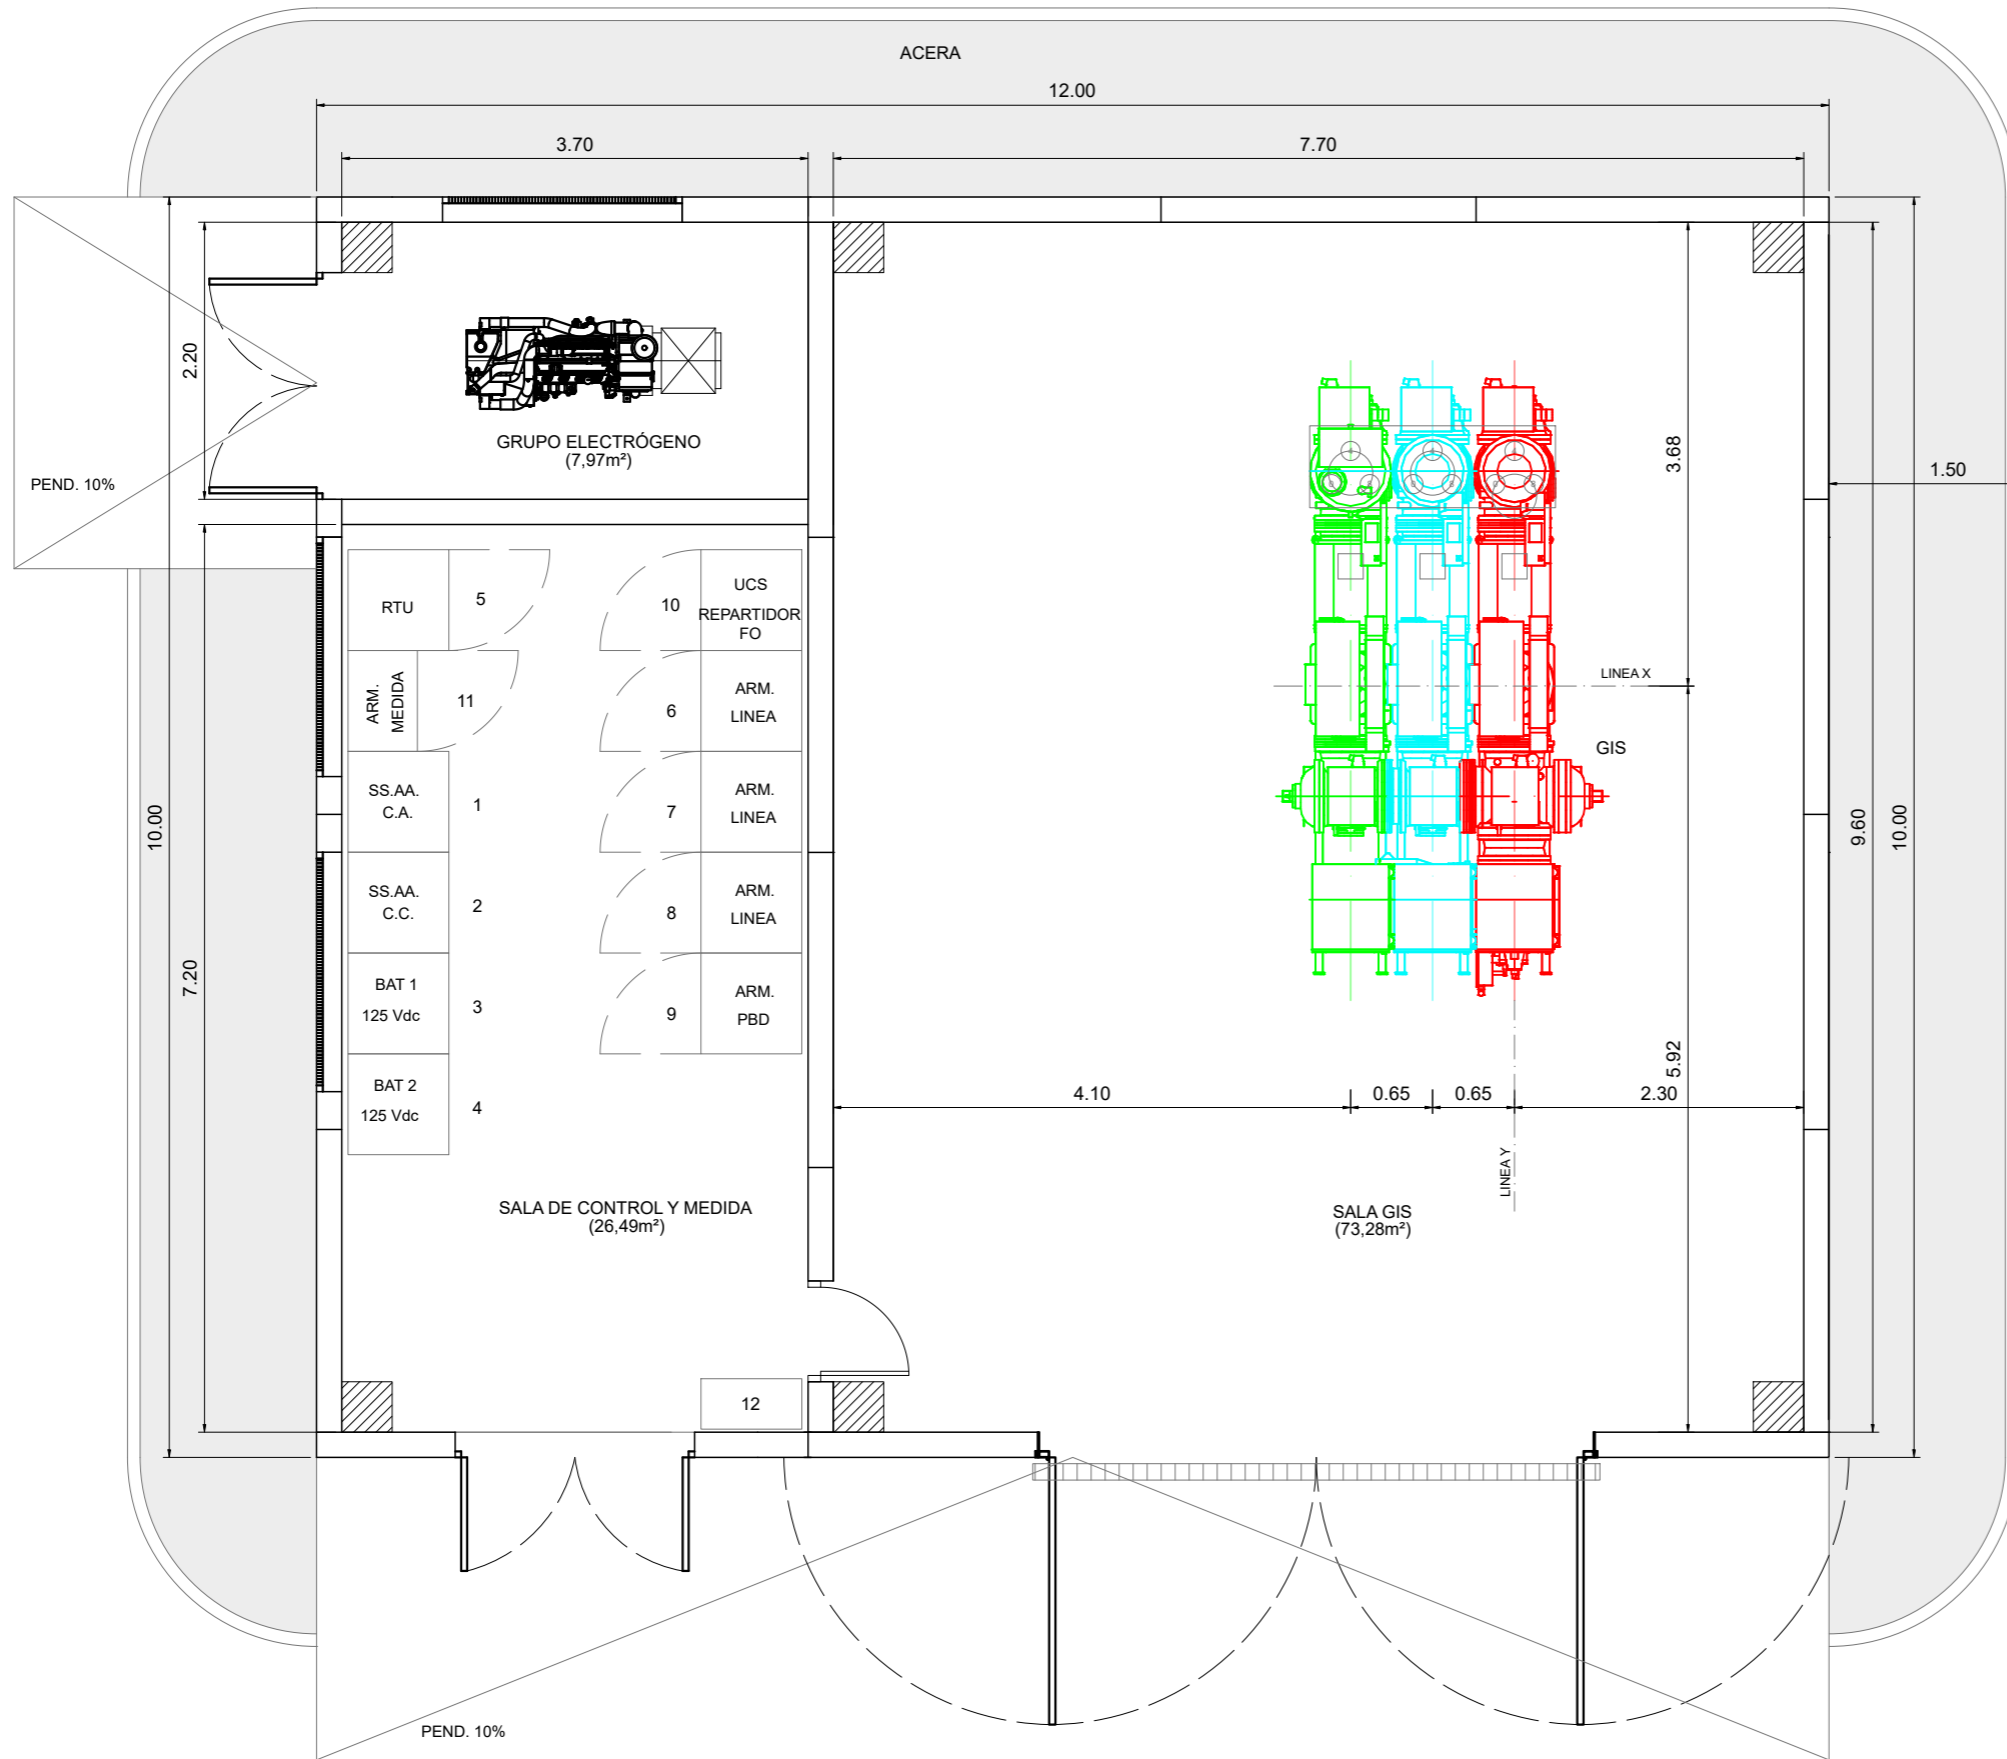 ACERA
12.00
3.70
7.70
2.20
3.68
GRUPO ELECTRÓGENO
(7,97m²)
PEND. 10%
1.50
RTU
5
10
UCS
REPARTIDOR
FO
ARM.
MEDIDA
11
6
ARM.
LINEA
LINEA X
GIS
SS.AA.
C.A.
1
7
ARM.
LINEA
10.00
9.60
10.00
SS.AA.
C.C.
2
8
ARM.
LINEA
7.20
BAT 1
125 Vdc
3
9
ARM.
PBD
5.92
BAT 2
125 Vdc
4
4.10
0.65
0.65
2.30
LINEA Y
SALA DE CONTROL Y MEDIDA
(26,49m²)
SALA GIS
(73,28m²)
12
PEND. 10%